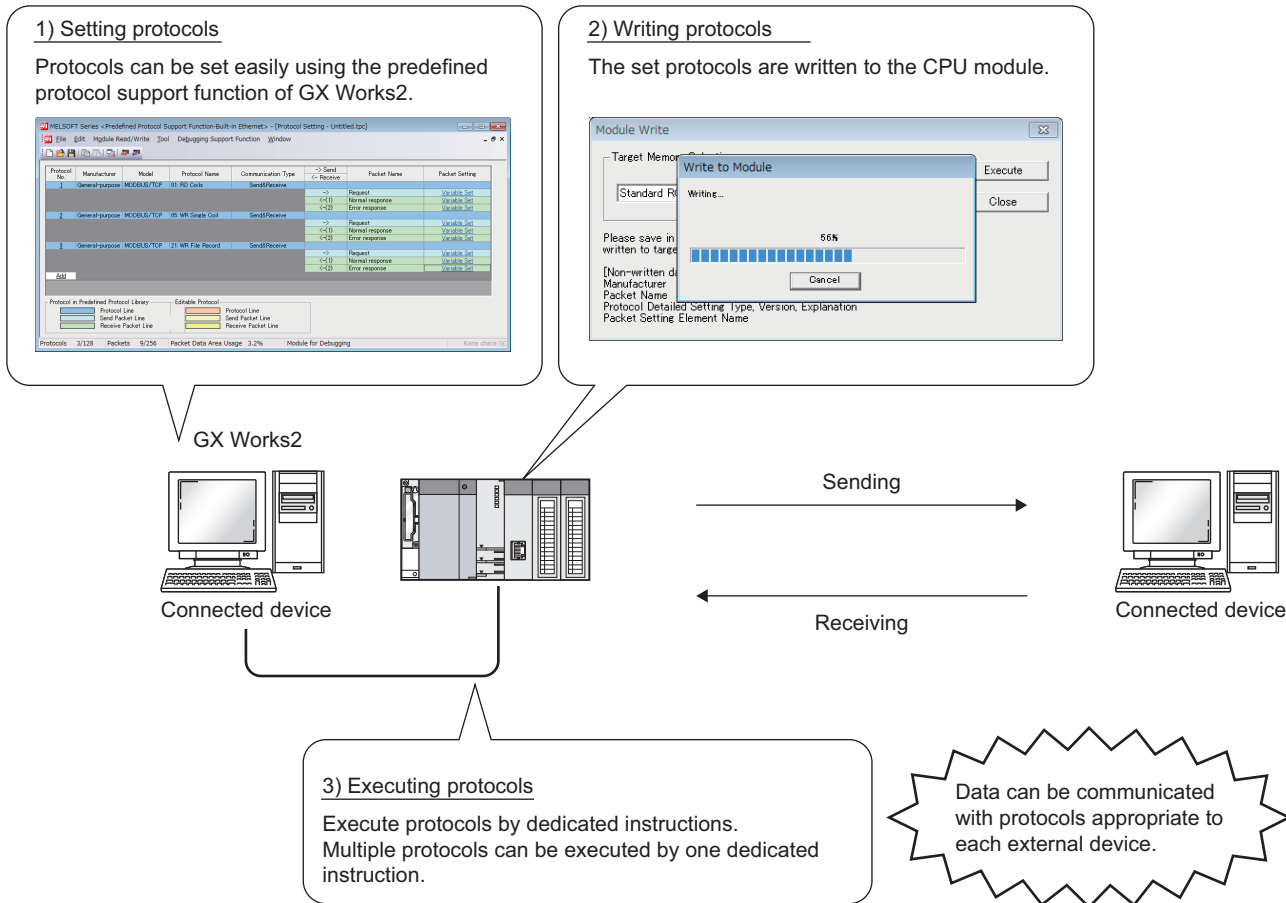 1) Setting protocols
Protocols can be set easily using the predefined
protocol support function of GX Works2.
MELSOFT Series <Predefined Protocol Support Function-Built-in Ethernet> - [Protocol Setting - Untitled.tpc]
File Edit Module Read/Write Tool Debugging Support Function Window
Protocol No. Manufacturer Model Protocol Name Communication Type -> Send <- Receive Packet Name Packet Setting
1 General-purpose MODBUS/TCP 01: RD Coils Send&Receive
-> Request Variable Set
<-(1) Normal response Variable Set
<-(2) Error response Variable Set
2 General-purpose MODBUS/TCP 05: WR Single Coil Send&Receive
-> Request Variable Set
<-(1) Normal response Variable Set
<-(2) Error response Variable Set
3 General-purpose MODBUS/TCP 21: WR File Record Send&Receive
-> Request Variable Set
<-(1) Normal response Variable Set
<-(2) Error response Variable Set
Add
Protocol in Predefined Protocol Library Editable Protocol
Protocol Line Protocol Line
Send Packet Line Send Packet Line
Receive Packet Line Receive Packet Line
Protocols 3/128 Packets 9/256 Packet Data Area Usage 3.2% Module for Debugging
2) Writing protocols
The set protocols are written to the CPU module.
Module Write
Target Memory
Write to Module
Execute
Standard
Writing...
Close
Please save in
written to
56%
Cancel
[Non-written
Manufacturer
Packet Name
Protocol Detailed Setting Type, Version, Explanation
Packet Setting Element Name
GX Works2
Connected device
Sending
Receiving
Connected device
3) Executing protocols
Execute protocols by dedicated instructions.
Multiple protocols can be executed by one dedicated
instruction.
Data can be communicated
with protocols appropriate to
each external device.